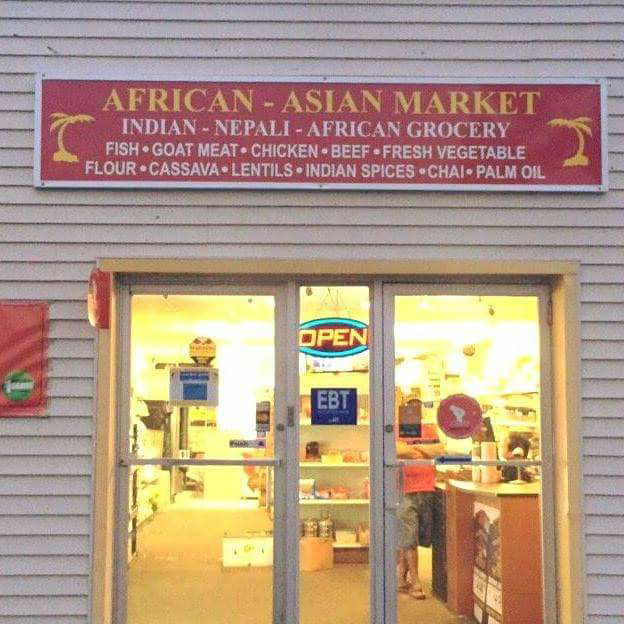 AFRICAN - ASIAN MARKET
INDIAN - NEPALI - AFRICAN GROCERY
FISH • GOAT MEAT • CHICKEN • BEEF • FRESH VEGETABLE
FLOUR • CASSAVA • LENTILS • INDIAN SPICES • CHAI • PALM OIL
OPEN
EBT
Push